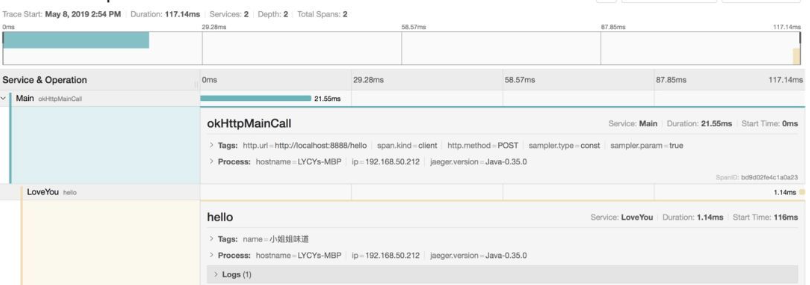 Trace Start: May 8, 2019 2:54 PM | Duration: 117.14ms | Services: 2 | Depth: 2 | Total Spans: 2
0ms 29.28ms 58.57ms 87.85ms 117.14ms
Service & Operation 0ms 29.28ms 58.57ms 87.85ms 117.14ms
Main okHttpMainCall 21.55ms
okHttpMainCall Service: Main | Duration: 21.55ms | Start Time: 0ms
> Tags: http.url=http://localhost:8888/hello | span.kind=client | http.method=POST | sampler.type=const | sampler.param=true
> Process: hostname=LYCYs-MBP | ip=192.168.50.212 | jaeger.version=Java-0.35.0
SpanID: bd9d02fe4c1a0a23
LoveYou hello 1.14ms
hello Service: LoveYou | Duration: 1.14ms | Start Time: 116ms
> Tags: name=小姐姐味道
> Process: hostname=LYCYs-MBP | ip=192.168.50.212 | jaeger.version=Java-0.35.0
> Logs (1)